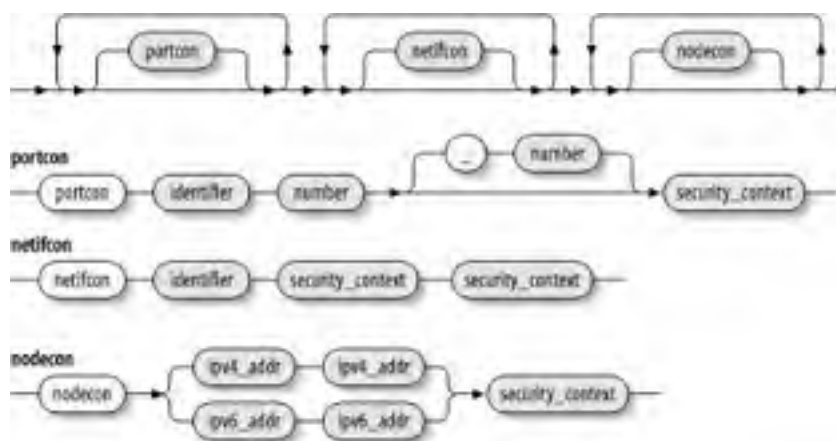 portcon netifcon nodecon
portcon
_ number
portcon identifier number security_context
netifcon
netifcon identifier security_context security_context
nodecon
ipv4_addr ipv4_addr
nodecon security_context
ipv6_addr ipv6_addr